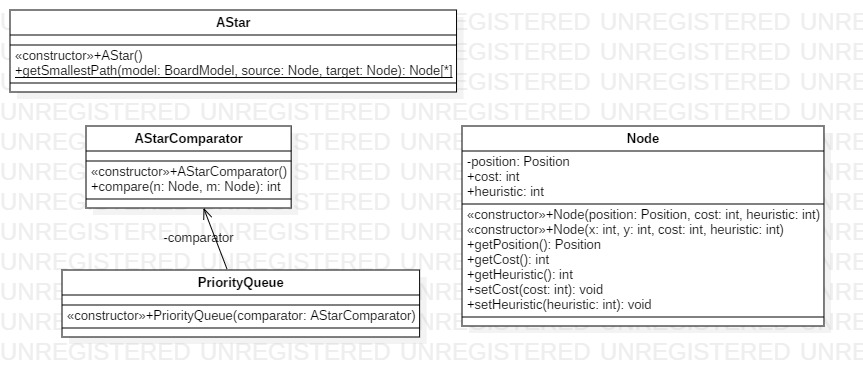 AStar
«constructor»+AStar()
+getSmallestPath(model: BoardModel, source: Node, target: Node): Node[*]
AStarComparator
«constructor»+AStarComparator()
+compare(n: Node, m: Node): int
-comparator
PriorityQueue
«constructor»+PriorityQueue(comparator: AStarComparator)
Node
-position: Position
+cost: int
+heuristic: int
«constructor»+Node(position: Position, cost: int, heuristic: int)
«constructor»+Node(x: int, y: int, cost: int, heuristic: int)
+getPosition(): Position
+getCost(): int
+getHeuristic(): int
+setCost(cost: int): void
+setHeuristic(heuristic: int): void
UNREGISTERED